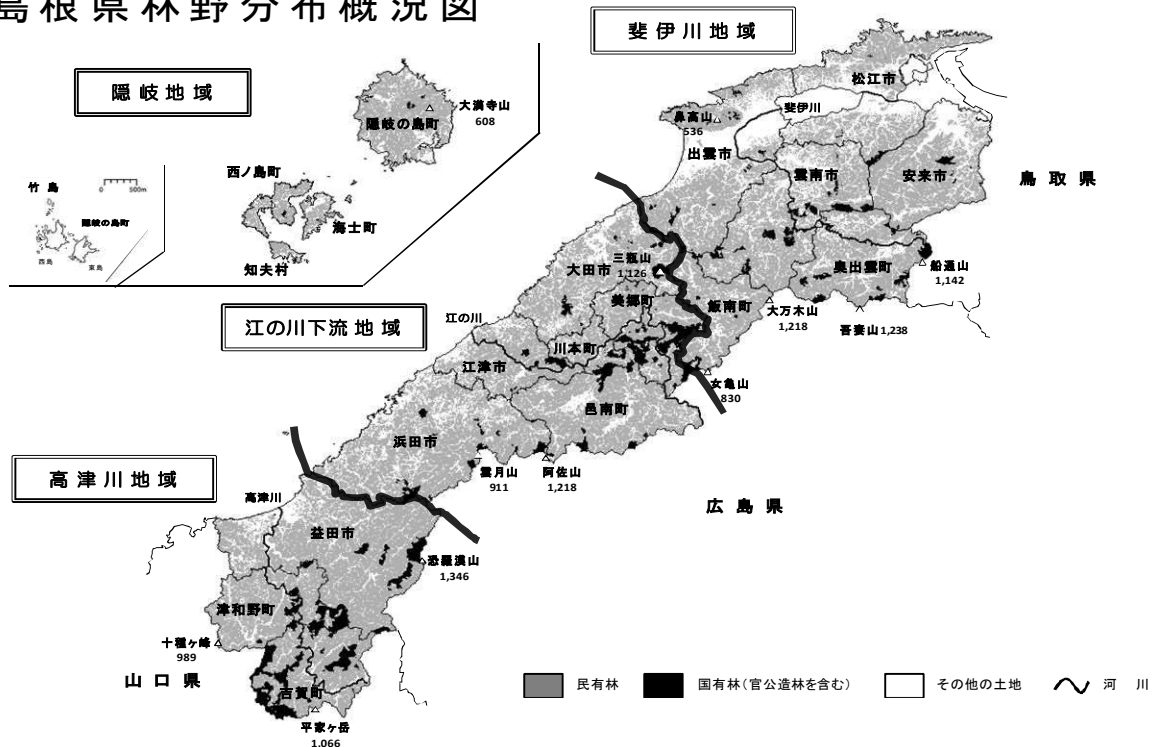 島根県林野分布概況図
斐伊川地域
隠岐地域
松江市
斐伊川
大満寺山
608
隠岐の島町
鼻高山
536
出雲市
雲南市
安来市
鳥取県
西ノ島町
海士町
知夫村
竹島
0 500m
隠岐の島町
西島
東島
三瓶山
1,126
大田市
美郷町
飯南町
奥出雲町
船通山
1,142
大万木山
1,218
吾妻山 1,238
江の川下流地域
江の川
川本町
江津市
女亀山
830
邑南町
浜田市
雲月山
911
阿佐山
1,218
広島県
高津川地域
高津川
益田市
恐羅漢山
1,346
津和野町
十種ヶ峰
989
山口県
吉賀町
平家ヶ岳
1,066
民有林
国有林(官公造林を含む)
その他の土地
河川